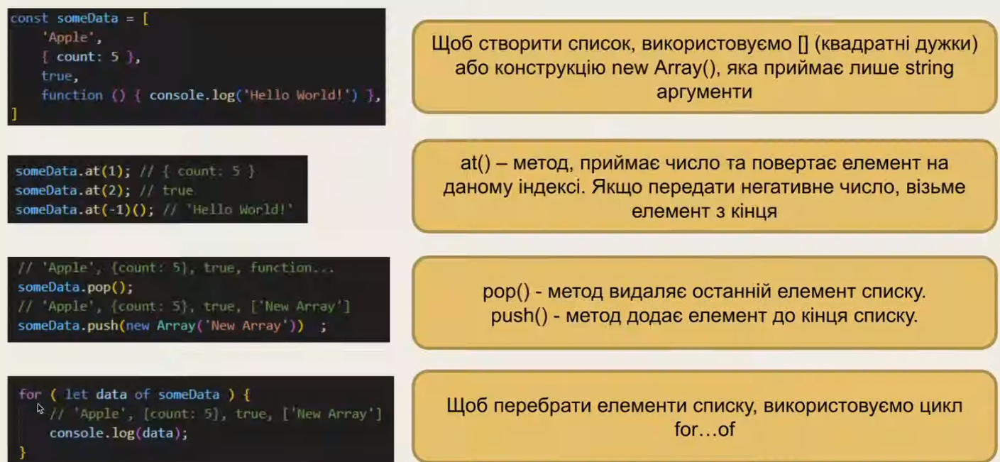 const someData = [
'Apple',
{ count: 5 },
true,
function () { console.log('Hello World!') },
]
Щоб створити список, використовуємо [] (квадратні дужки)
або конструкцію new Array(), яка приймає лише string
аргументи
someData.at(1); // { count: 5 }
someData.at(2); // true
someData.at(-1)(); // 'Hello World!'
at() – метод, приймає число та повертає елемент на
даному індексі. Якщо передати негативне число, візьме
елемент з кінця
// 'Apple', {count: 5}, true, function...
someData.pop();
// 'Apple', {count: 5}, true, ['New Array']
someData.push(new Array('New Array')) ;
pop() - метод видаляє останній елемент списку.
push() - метод додає елемент до кінця списку.
for ( let data of someData ) {
// 'Apple', {count: 5}, true, ['New Array']
console.log(data);
}
Щоб перебрати елементи списку, використовуємо цикл
for…of